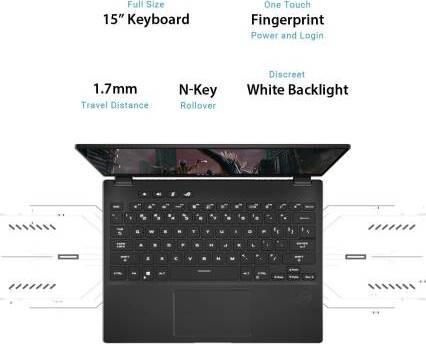 Full Size
15” Keyboard
One Touch
Fingerprint
Power and Login
1.7mm
Travel Distance
N-Key
Rollover
Discreet
White Backlight
Q W E R T Y U I O P
A S D F G H J K L
Z X C V B N M